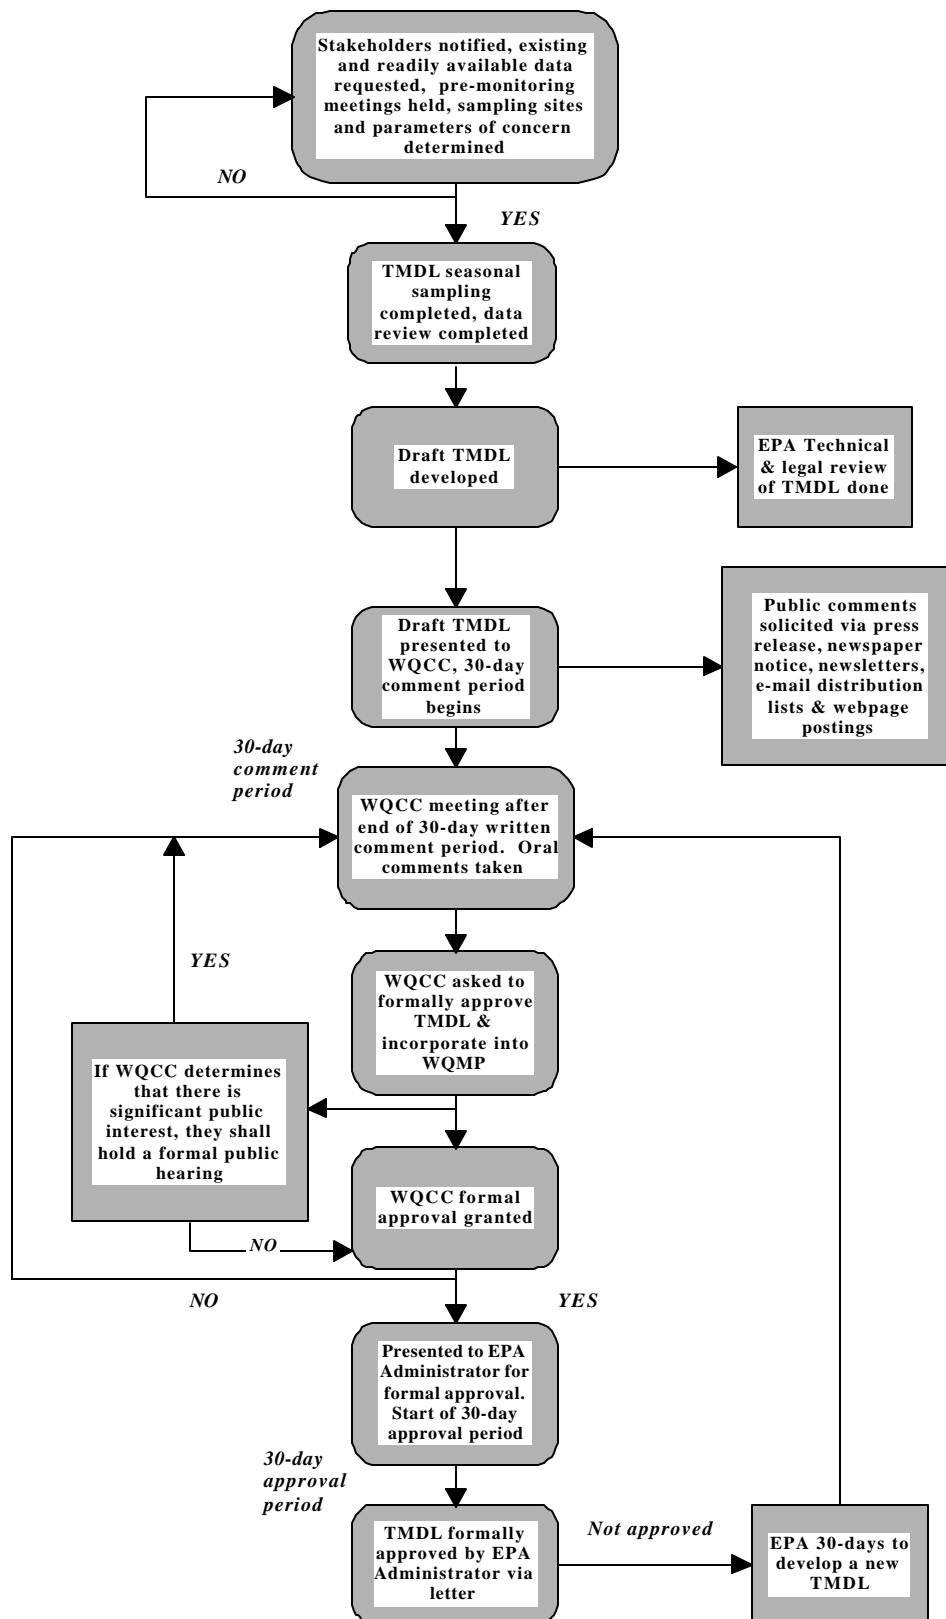 Stakeholders notified, existing
and readily available data
requested, pre-monitoring
meetings held, sampling sites
and parameters of concern
determined
NO
YES
TMDL seasonal
sampling
completed, data
review completed
Draft TMDL
developed
EPA Technical
& legal review
of TMDL done
Draft TMDL
presented to
WQCC, 30-day
comment period
begins
Public comments
solicited via press
release, newspaper
notice, newsletters,
e-mail distribution
lists & webpage
postings
30-day
comment
period
WQCC meeting after
end of 30-day written
comment period. Oral
comments taken
YES
WQCC asked to
formally approve
TMDL &
incorporate into
WQMP
If WQCC determines
that there is
significant public
interest, they shall
hold a formal public
hearing
WQCC formal
approval granted
NO
NO
YES
Presented to EPA
Administrator for
formal approval.
Start of 30-day
approval period
30-day
approval
period
TMDL formally
approved by EPA
Administrator via
letter
Not approved
EPA 30-days to
develop a new
TMDL